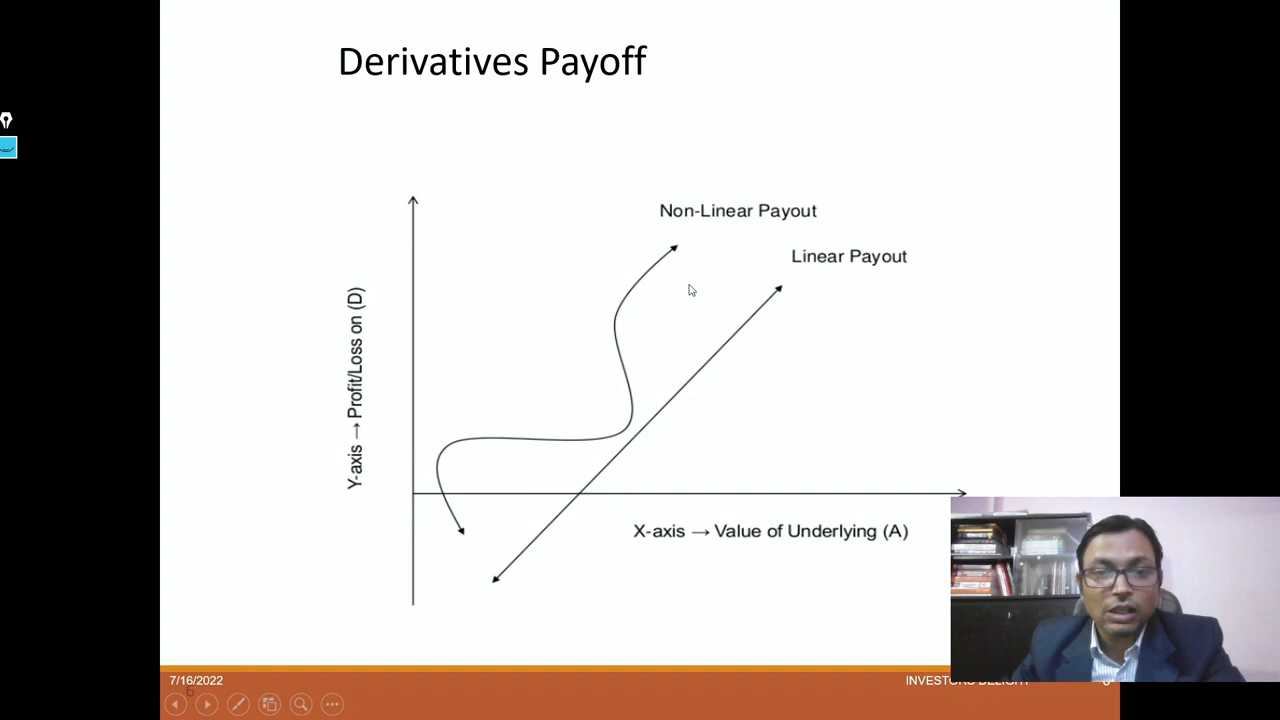 Derivatives Payoff
Non-Linear Payout
Linear Payout
Y-axis → Profit/Loss on (D)
X-axis → Value of Underlying (A)
7/16/2022
6
INVESTORS DELIGHT